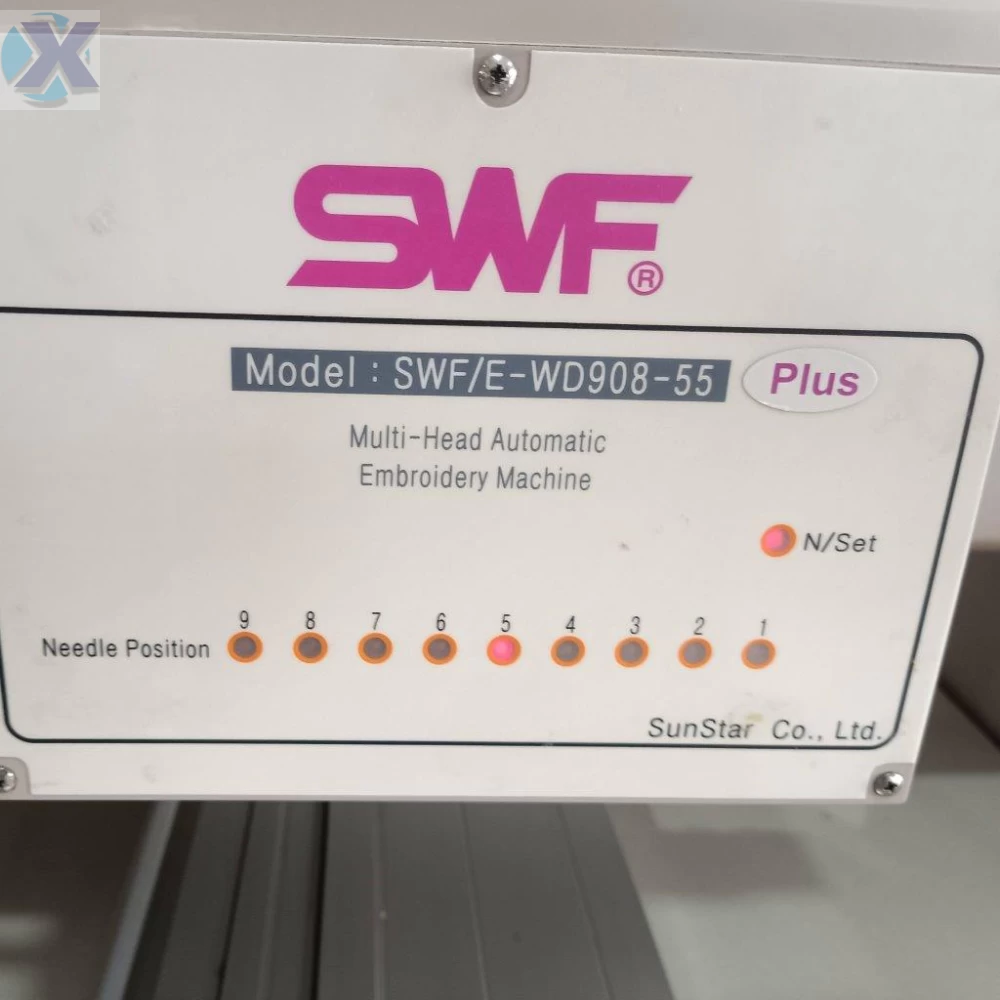 X
SWF®
Model : SWF/E-WD908-55 Plus
Multi-Head Automatic
Embroidery Machine
N/Set
9 8 7 6 5 4 3 2 1
Needle Position
SunStar Co., Ltd.